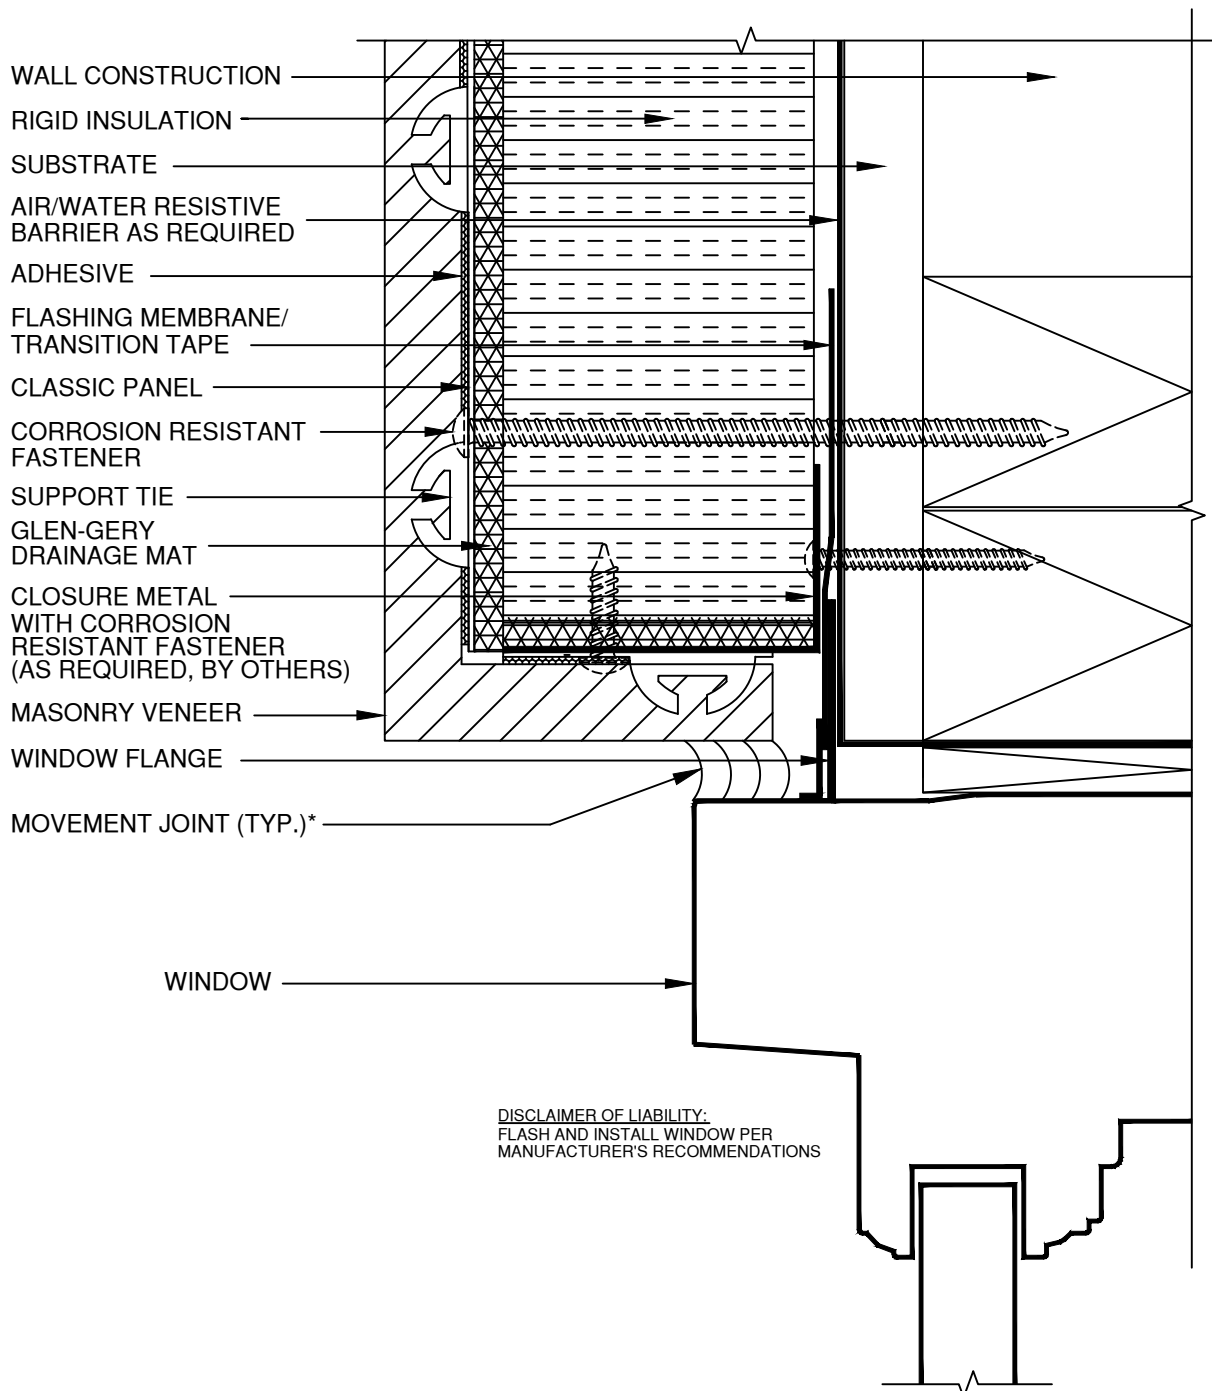 WALL CONSTRUCTION
RIGID INSULATION
SUBSTRATE
AIR/WATER RESISTIVE
BARRIER AS REQUIRED
ADHESIVE
FLASHING MEMBRANE/
TRANSITION TAPE
CLASSIC PANEL
CORROSION RESISTANT
FASTENER
SUPPORT TIE
GLEN-GERY
DRAINAGE MAT
CLOSURE METAL
WITH CORROSION
RESISTANT FASTENER
(AS REQUIRED, BY OTHERS)
MASONRY VENEER
WINDOW FLANGE
MOVEMENT JOINT (TYP.)*
WINDOW
DISCLAIMER OF LIABILITY:
FLASH AND INSTALL WINDOW PER
MANUFACTURER'S RECOMMENDATIONS